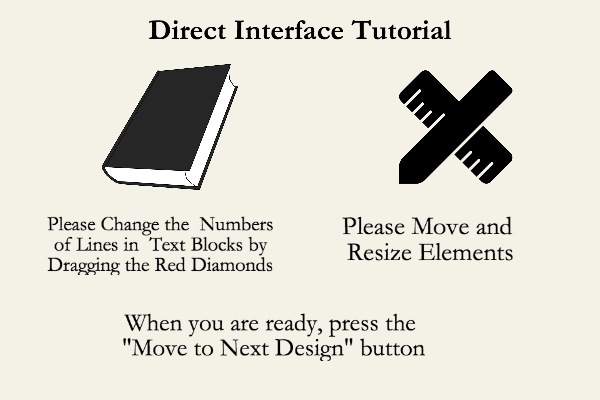 Direct Interface Tutorial
Please Change the Numbers
of Lines in Text Blocks by
Dragging the Red Diamonds
Please Move and
Resize Elements
When you are ready, press the
"Move to Next Design" button